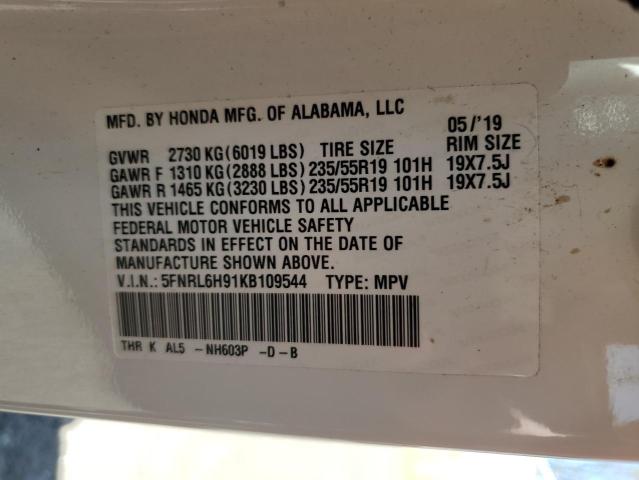 MFD. BY HONDA MFG. OF ALABAMA, LLC 05/'19
GVWR 2730 KG(6019 LBS) TIRE SIZE RIM SIZE
GAWR F 1310 KG(2888 LBS) 235/55R19 101H 19X7.5J
GAWR R 1465 KG(3230 LBS) 235/55R19 101H 19X7.5J
THIS VEHICLE CONFORMS TO ALL APPLICABLE
FEDERAL MOTOR VEHICLE SAFETY
STANDARDS IN EFFECT ON THE DATE OF
MANUFACTURE SHOWN ABOVE.
V.I.N.: 5FNRL6H91KB109544 TYPE: MPV
THR K AL5 -NH603P -D-B